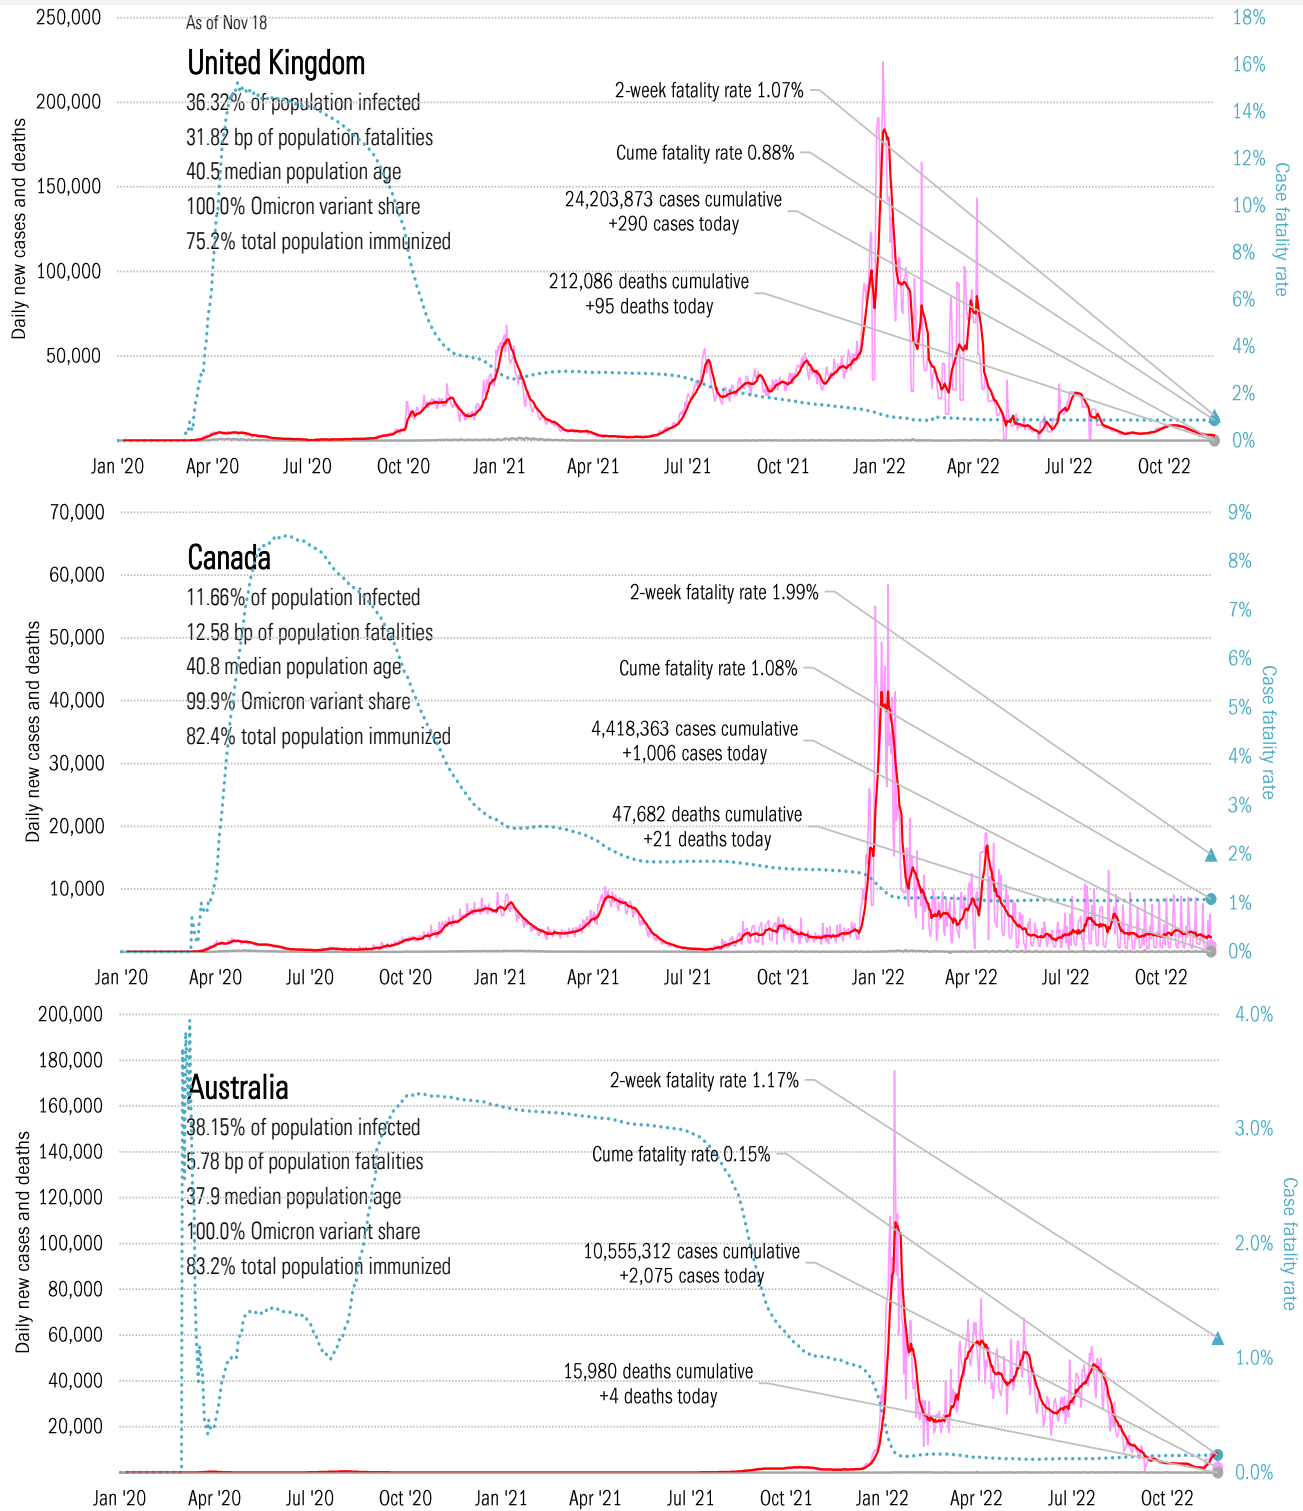 As of Nov 18
United Kingdom
36.32% of population infected
31.82 bp of population fatalities
40.5 median population age
100.0% Omicron variant share
75.2% total population immunized
2-week fatality rate 1.07%
Cume fatality rate 0.88%
24,203,873 cases cumulative
+290 cases today
212,086 deaths cumulative
+95 deaths today
Daily new cases and deaths
250,000
200,000
150,000
100,000
50,000
18%
16%
14%
12%
10%
8%
6%
4%
2%
0%
Case fatality rate
Jan '20 Apr '20 Jul '20 Oct '20 Jan '21 Apr '21 Jul '21 Oct '21 Jan '22 Apr '22 Jul '22 Oct '22
Canada
11.66% of population infected
12.58 bp of population fatalities
40.8 median population age
99.9% Omicron variant share
82.4% total population immunized
2-week fatality rate 1.99%
Cume fatality rate 1.08%
4,418,363 cases cumulative
+1,006 cases today
47,682 deaths cumulative
+21 deaths today
Daily new cases and deaths
70,000
60,000
50,000
40,000
30,000
20,000
10,000
9%
8%
7%
6%
5%
4%
3%
2%
1%
0%
Case fatality rate
Jan '20 Apr '20 Jul '20 Oct '20 Jan '21 Apr '21 Jul '21 Oct '21 Jan '22 Apr '22 Jul '22 Oct '22
Australia
38.15% of population infected
5.78 bp of population fatalities
37.9 median population age
100.0% Omicron variant share
83.2% total population immunized
2-week fatality rate 1.17%
Cume fatality rate 0.15%
10,555,312 cases cumulative
+2,075 cases today
15,980 deaths cumulative
+4 deaths today
Daily new cases and deaths
200,000
180,000
160,000
140,000
120,000
100,000
80,000
60,000
40,000
20,000
4.0%
3.0%
2.0%
1.0%
0.0%
Case fatality rate
Jan '20 Apr '20 Jul '20 Oct '20 Jan '21 Apr '21 Jul '21 Oct '21 Jan '22 Apr '22 Jul '22 Oct '22